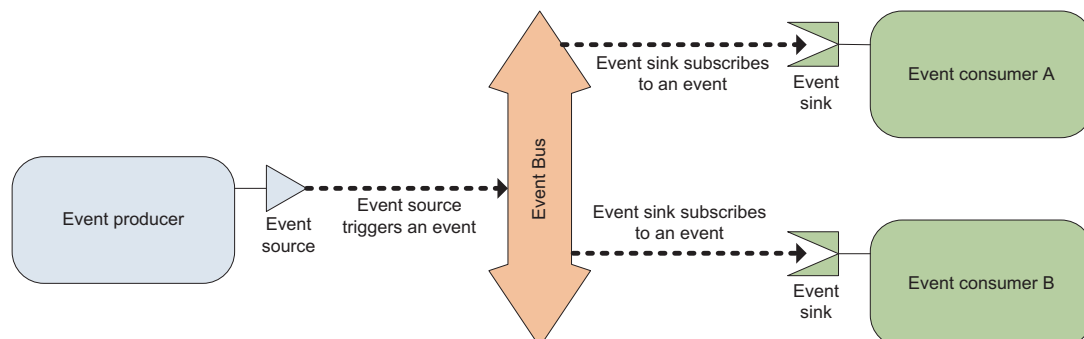 Event producer
Event
source
Event source
triggers an event
Event Bus
Event sink subscribes
to an event
Event
sink
Event consumer A
Event sink subscribes
to an event
Event
sink
Event consumer B